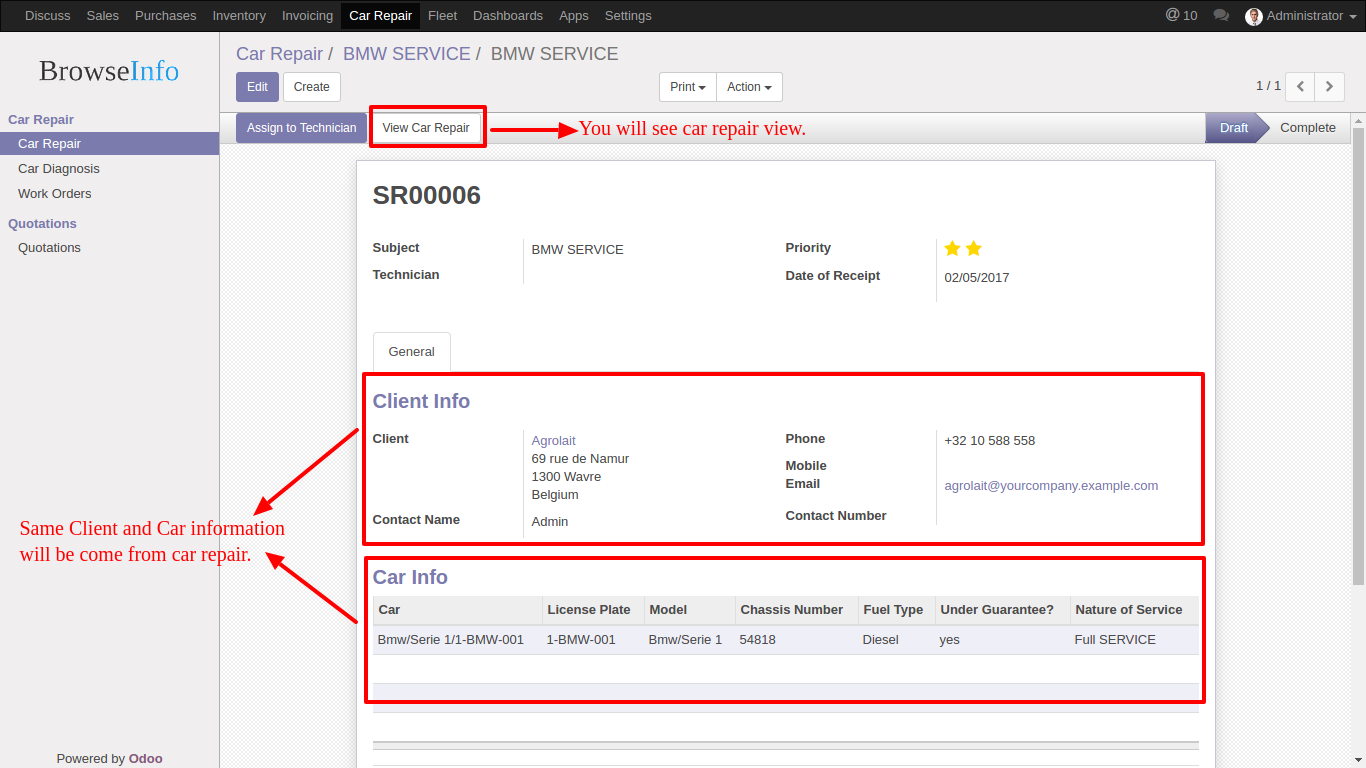 Discuss Sales Purchases Inventory Invoicing Car Repair Fleet Dashboards Apps Settings @ 10 Administrator
BrowseInfo
Car Repair
Car Repair
Car Diagnosis
Work Orders
Quotations
Quotations
Powered by Odoo
Car Repair / BMW SERVICE / BMW SERVICE
Edit Create Print Action 1 / 1
Assign to Technician View Car Repair You will see car repair view. Draft Complete
SR00006
Subject BMW SERVICE Priority
Technician Date of Receipt 02/05/2017
General
Client Info
Client Agrolait Phone +32 10 588 558
69 rue de Namur Mobile
1300 Wavre Email agrolait@yourcompany.example.com
Belgium
Contact Name Admin Contact Number
Same Client and Car information
will be come from car repair.
Car Info
Car License Plate Model Chassis Number Fuel Type Under Guarantee? Nature of Service
Bmw/Serie 1/1-BMW-001 1-BMW-001 Bmw/Serie 1 54818 Diesel yes Full SERVICE